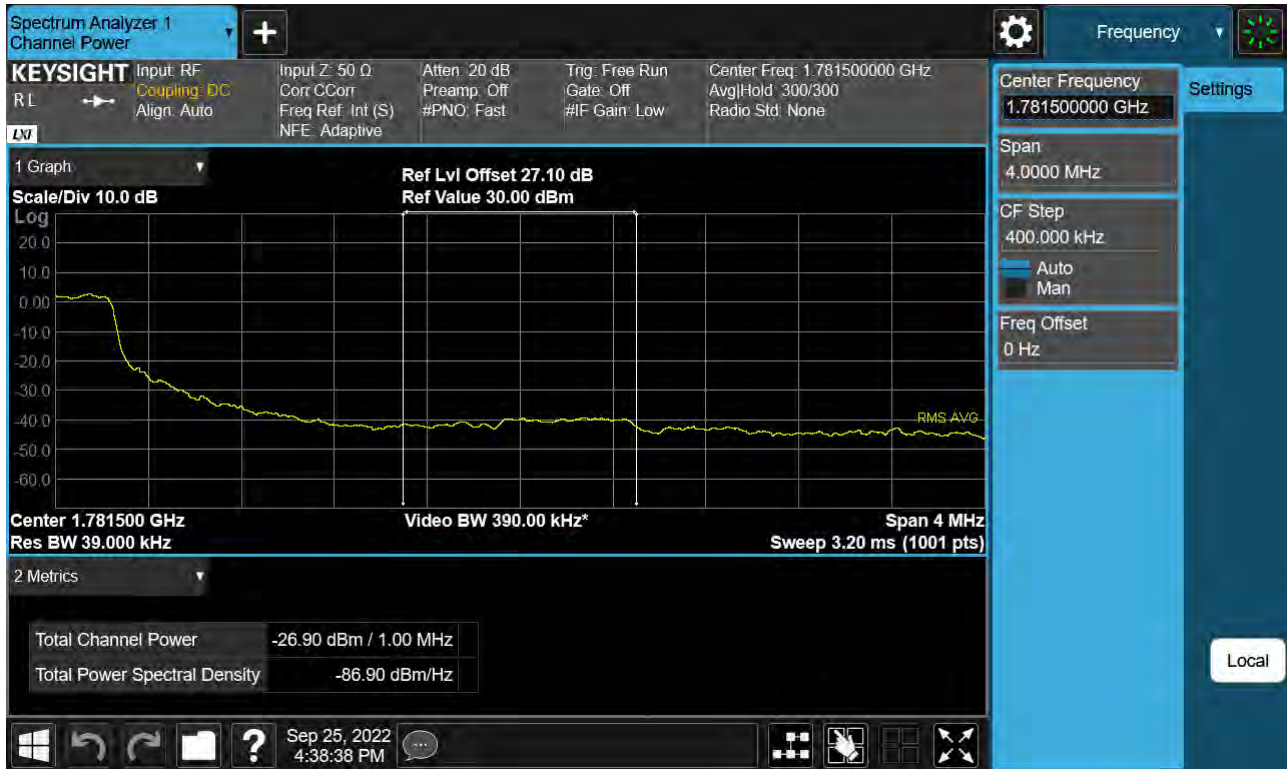 Spectrum Analyzer 1
Channel Power
Frequency
KEYSIGHT
RL
LXI
Input: RF
Coupling: DC
Align: Auto
Input Z: 50 Ω
Corr CCorr
Freq Ref: Int (S)
NFE: Adaptive
Atten: 20 dB
Preamp: Off
#PNO: Fast
Trig: Free Run
Gate: Off
#IF Gain: Low
Center Freq: 1.781500000 GHz
Avg|Hold: 300/300
Radio Std: None
Center Frequency
1.781500000 GHz
Settings
Span
4.0000 MHz
CF Step
400.000 kHz
Auto
Man
Freq Offset
0 Hz
Local
1 Graph
Scale/Div 10.0 dB
Ref Lvl Offset 27.10 dB
Ref Value 30.00 dBm
Log
20.0
10.0
0.00
-10.0
-20.0
-30.0
-40.0
-50.0
-60.0
RMS AVG
Center 1.781500 GHz
Video BW 390.00 kHz*
Span 4 MHz
Res BW 39.000 kHz
Sweep 3.20 ms (1001 pts)
2 Metrics
Total Channel Power -26.90 dBm / 1.00 MHz
Total Power Spectral Density -86.90 dBm/Hz
?
Sep 25, 2022
4:38:38 PM